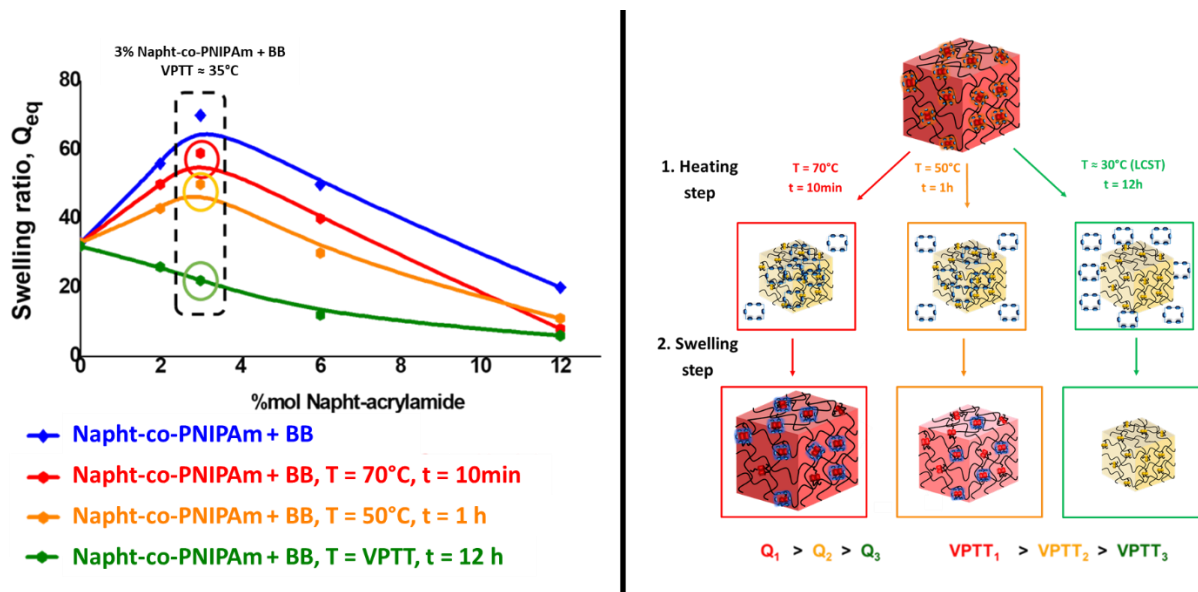 3% Napht-co-PNIPAm + BB
VPTT ≈ 35°C
Swelling ratio, Qeq
80
60
40
20
0
0
2
4
6
8
10
12
%mol Napht-acrylamide
Napht-co-PNIPAm + BB
Napht-co-PNIPAm + BB, T = 70°C, t = 10min
Napht-co-PNIPAm + BB, T = 50°C, t = 1 h
Napht-co-PNIPAm + BB, T = VPTT, t = 12 h
1. Heating
step
T = 70°C
t = 10min
T = 50°C
t = 1h
T ≈ 30°C (LCST)
t = 12h
2. Swelling
step
Q1 > Q2 > Q3
VPTT1 > VPTT2 > VPTT3